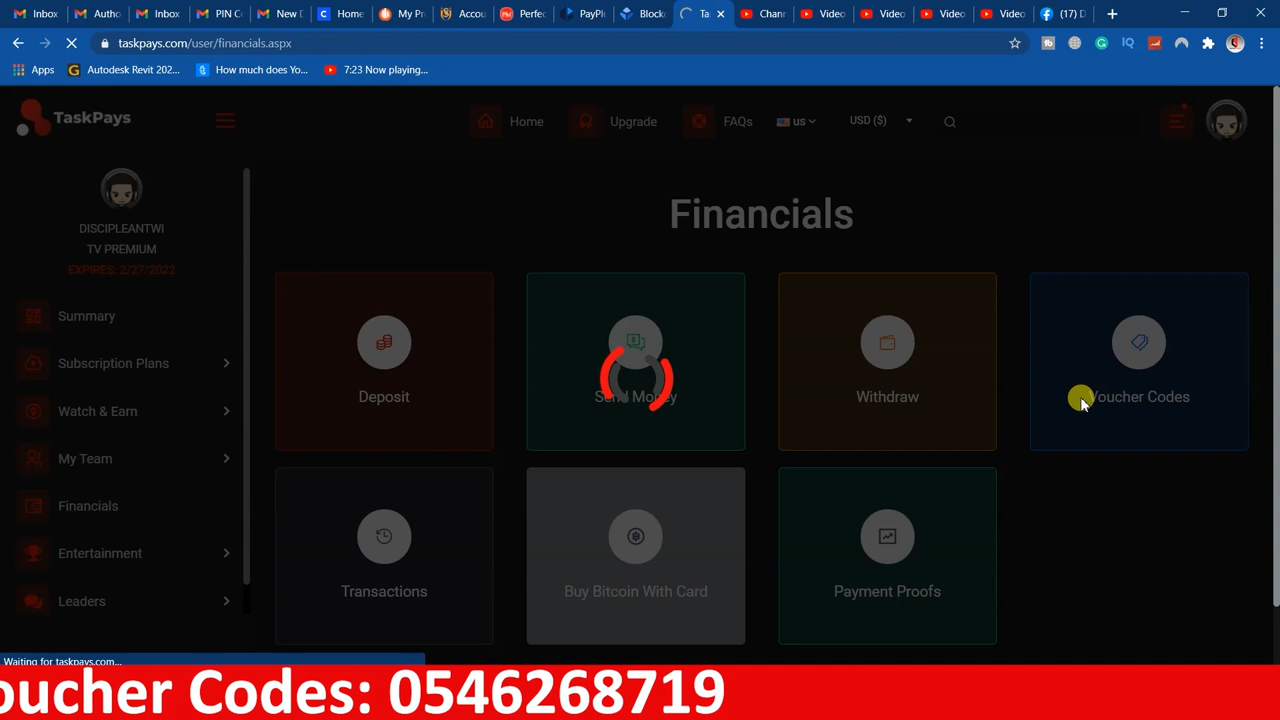 Inbox
Autho
Inbox
PIN C
New D
Home
My Pr
Accou
Perfec
PayPl
Block
Ta
Chann
Video
Video
Video
Video
(17) D
taskpays.com/user/financials.aspx
Apps
Autodesk Revit 202...
How much does Yo...
7:23 Now playing...
TaskPays
Home
Upgrade
FAQs
us
USD ($)
DISCIPLEANTWI
TV PREMIUM
EXPIRES: 2/27/2022
Summary
Subscription Plans
Watch & Earn
My Team
Financials
Entertainment
Leaders
Financials
Deposit
Send Money
Withdraw
Voucher Codes
Transactions
Buy Bitcoin With Card
Payment Proofs
Waiting for taskpays.com...
oucher Codes: 0546268719